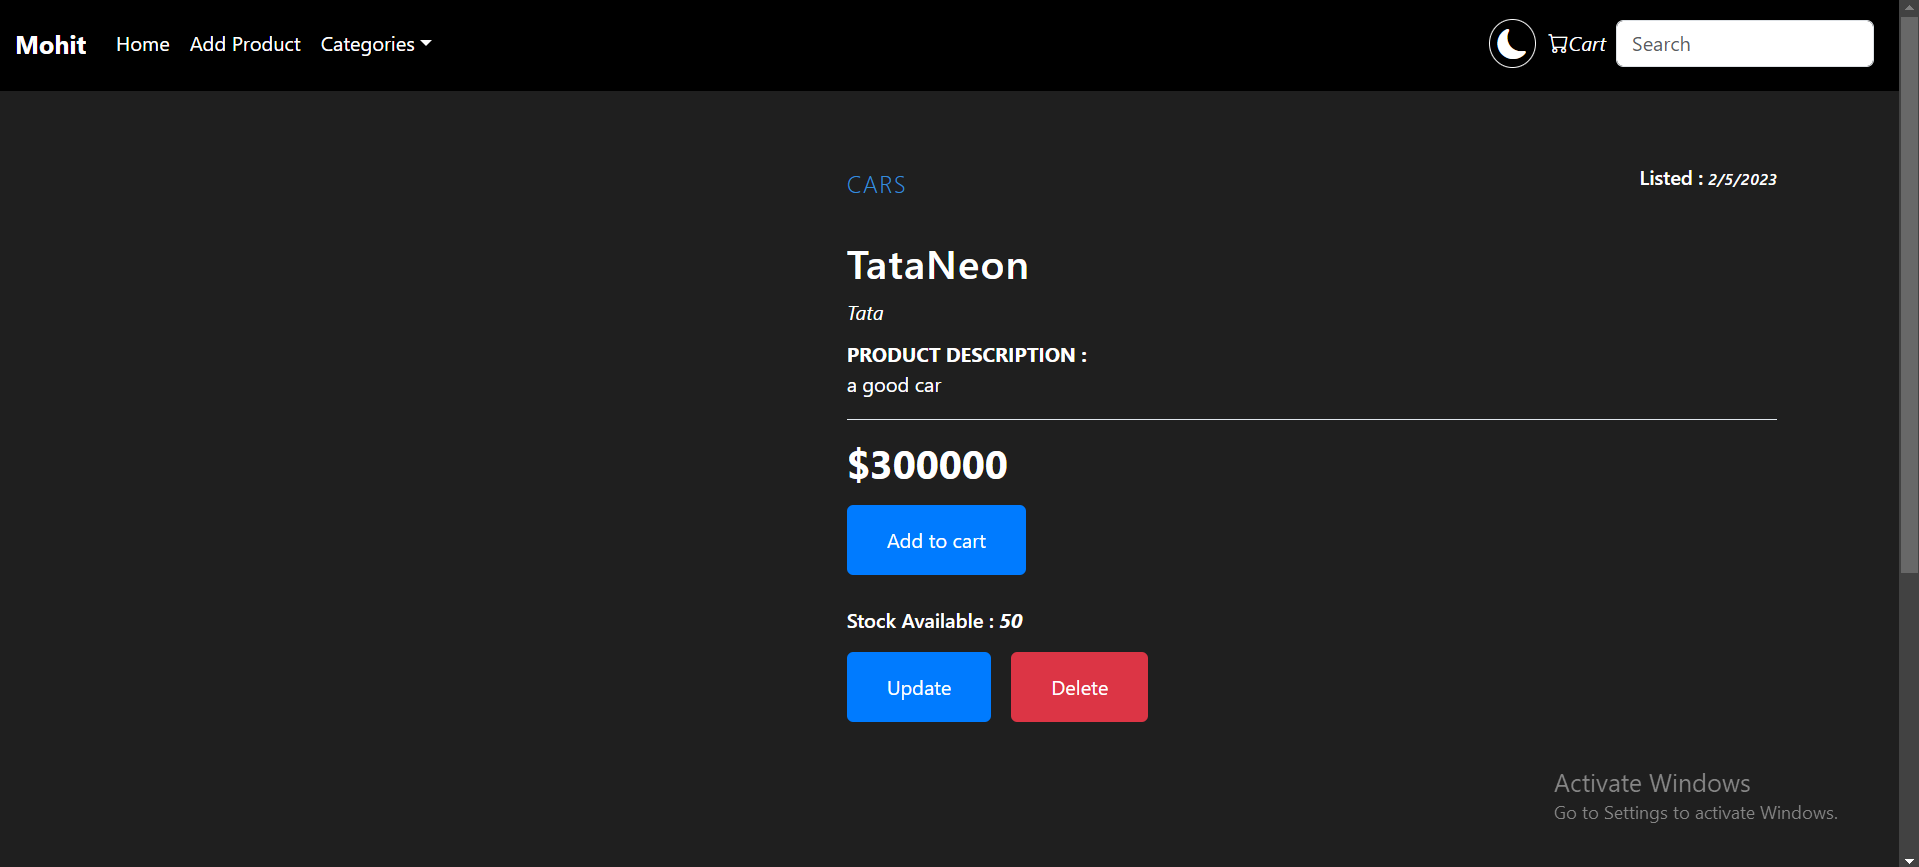 Mohit Home Add Product Categories Cart Search
CARS Listed : 2/5/2023
TataNeon
Tata
PRODUCT DESCRIPTION :
a good car
$300000
Add to cart
Stock Available : 50
Update Delete
Activate Windows
Go to Settings to activate Windows.